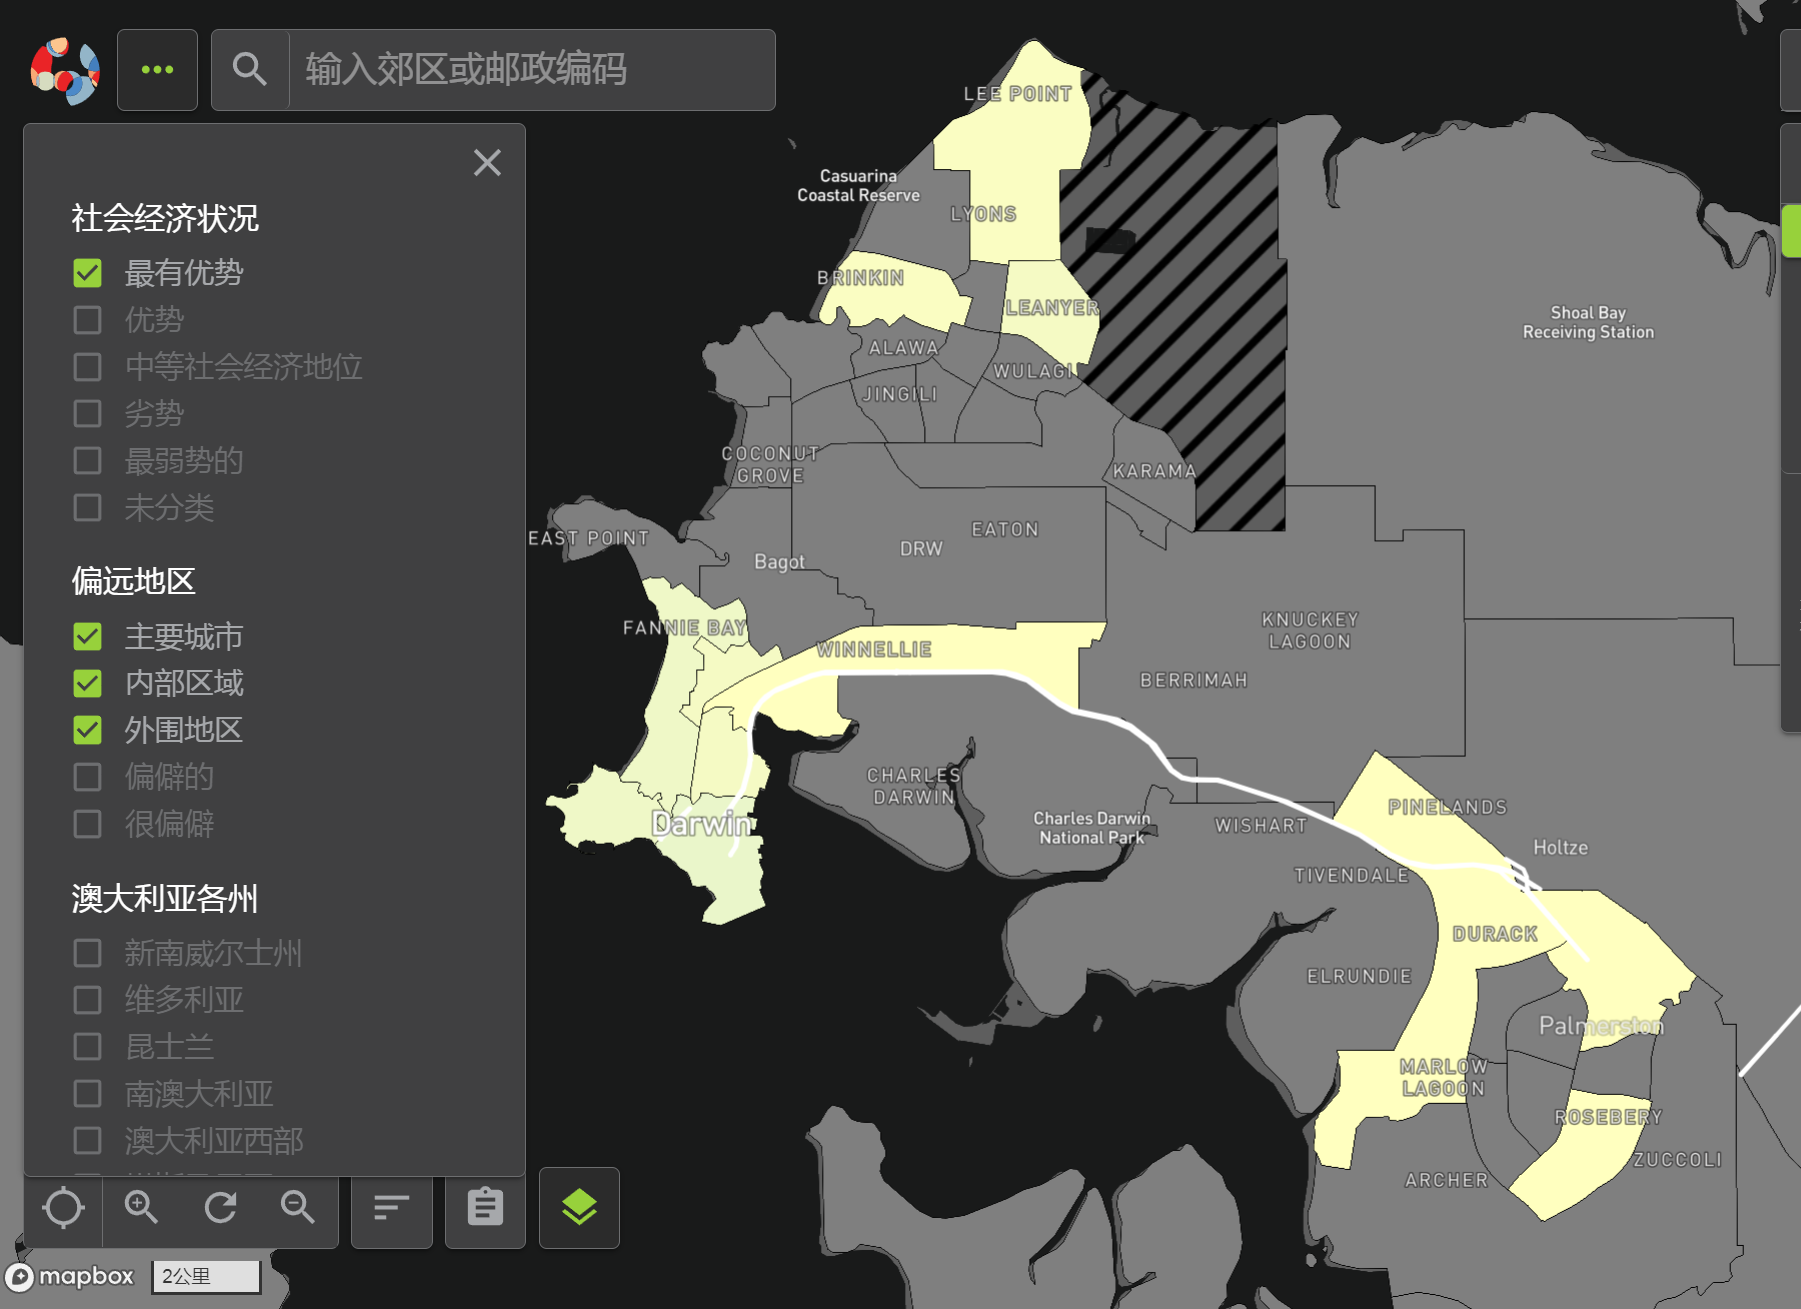 输入郊区或邮政编码
社会经济状况
最有优势
优势
中等社会经济地位
劣势
最弱势的
未分类
偏远地区
主要城市
内部区域
外围地区
偏僻的
很偏僻
澳大利亚各州
新南威尔士州
维多利亚
昆士兰
南澳大利亚
澳大利亚西部
mapbox
2公里
LEE POINT
Casuarina
Coastal Reserve
LYONS
BRINKIN
LEANYER
Shoal Bay
Receiving Station
ALAWA
WULAGI
JINGILI
COCONUT
GROVE
KARAMA
EAST POINT
EATON
DRW
Bagot
FANNIE BAY
WINNELLIE
KNUCKEY
LAGOON
BERRIMAH
CHARLES
DARWIN
Darwin
Charles Darwin
National Park
WISHART
PINELANDS
Holtze
TIVENDALE
DURACK
ELRUNDIE
Palmerston
MARLOW
LAGOON
ROSEBERY
ZUCCOLI
ARCHER